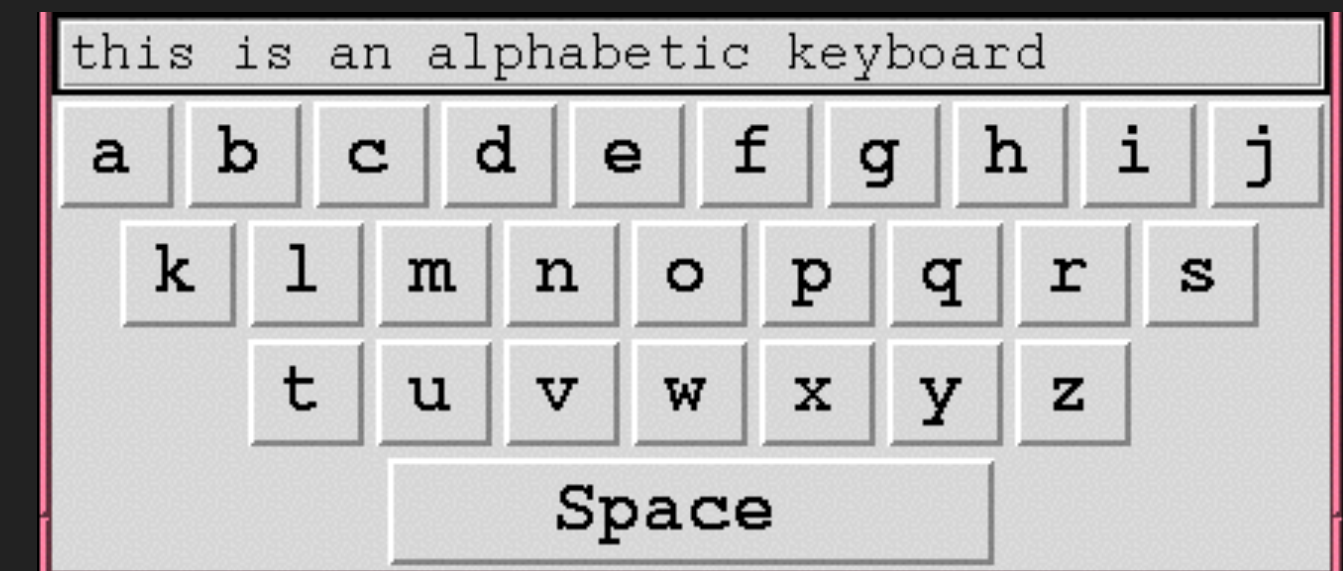 this is an alphabetic keyboard
a b c d e f g h i j
k l m n o p q r s
t u v w x y z
Space